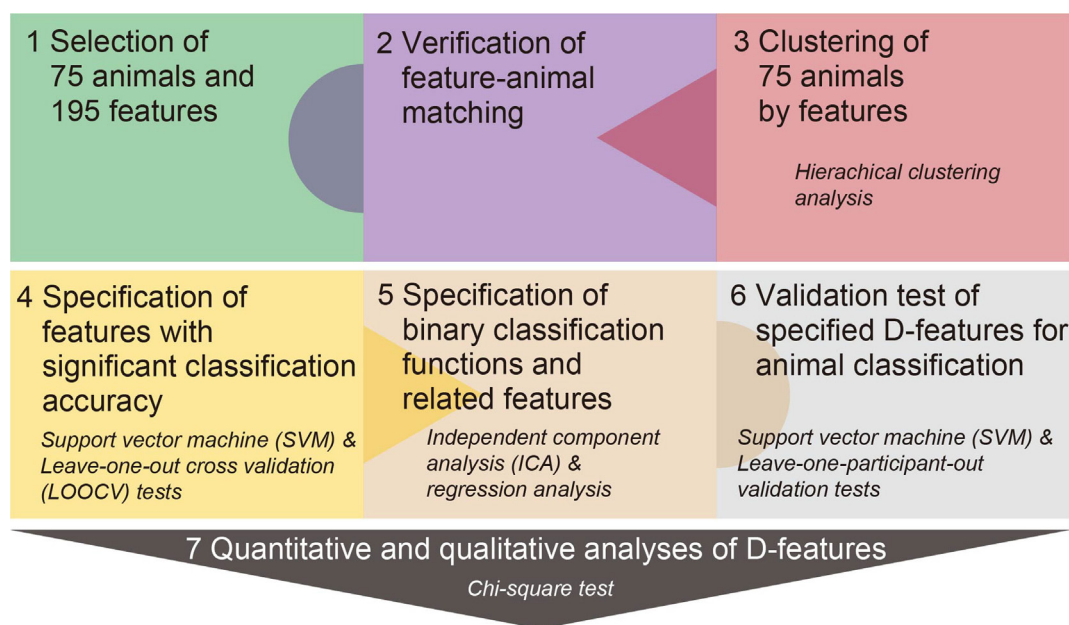 1 Selection of
75 animals and
195 features
2 Verification of
feature-animal
matching
3 Clustering of
75 animals
by features
Hierachical clustering
analysis
4 Specification of
features with
significant classification
accuracy
Support vector machine (SVM) &
Leave-one-out cross validation
(LOOCV) tests
5 Specification of
binary classification
functions and
related features
Independent component
analysis (ICA) &
regression analysis
6 Validation test of
specified D-features for
animal classification
Support vector machine (SVM) &
Leave-one-participant-out
validation tests
7 Quantitative and qualitative analyses of D-features
Chi-square test